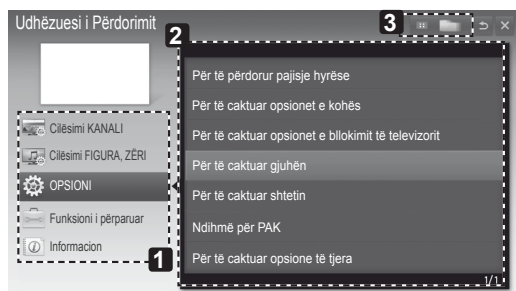 Udhëzuesi i Përdorimit
2
3
Cilësimi KANALI
Cilësimi FIGURA, ZËRI
OPSIONI
Funksioni i përparuar
Informacion
1
Për të përdorur pajisje hyrëse
Për të caktuar opsionet e kohës
Për të caktuar opsionet e bllokimit të televizorit
Për të caktuar gjuhën
Për të caktuar shtetin
Ndihmë për PAK
Për të caktuar opsione të tjera
1/1